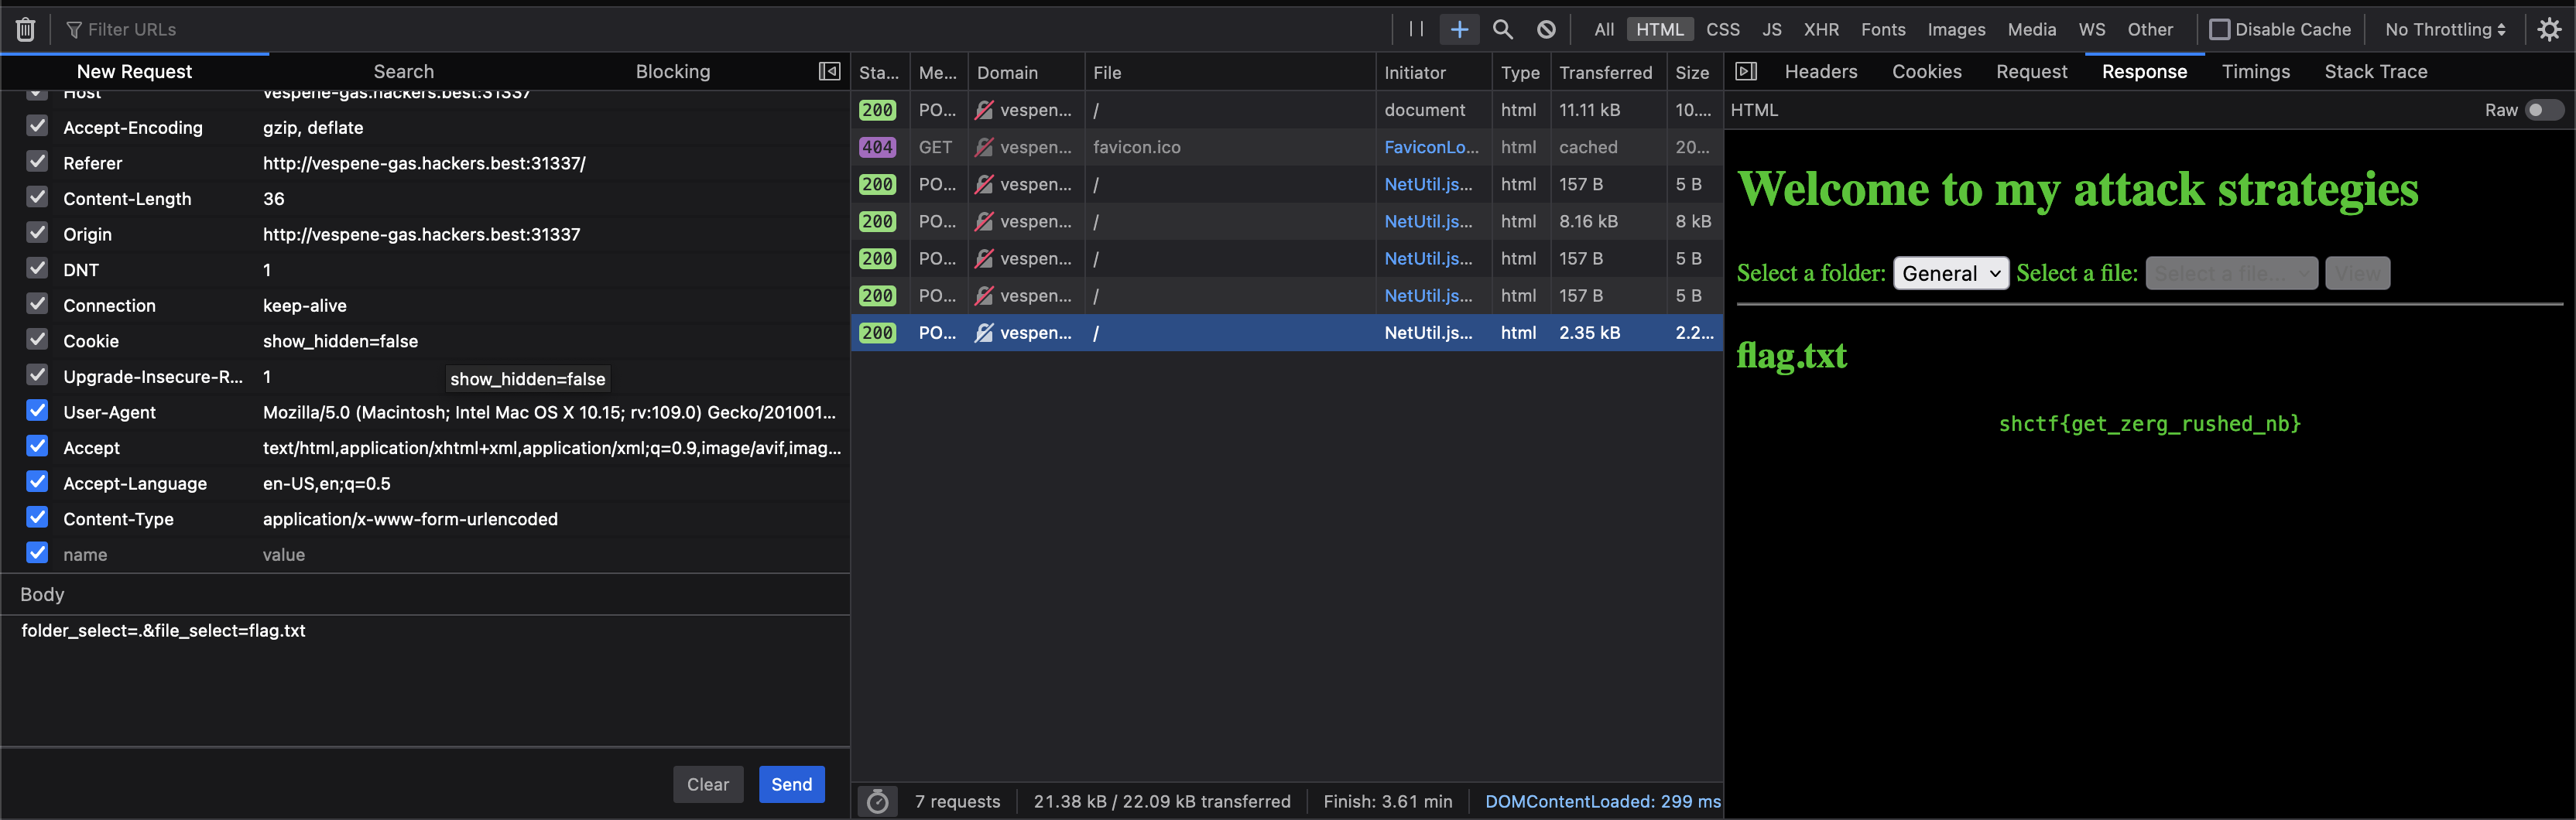 Filter URLs
All HTML CSS JS XHR Fonts Images Media WS Other Disable Cache No Throttling
New Request Search Blocking
Host vespene-gas.hackers.best:31337
Accept-Encoding gzip, deflate
Referer http://vespene-gas.hackers.best:31337/
Content-Length 36
Origin http://vespene-gas.hackers.best:31337
DNT 1
Connection keep-alive
Cookie show_hidden=false
Upgrade-Insecure-R... 1
show_hidden=false
User-Agent Mozilla/5.0 (Macintosh; Intel Mac OS X 10.15; rv:109.0) Gecko/201001...
Accept text/html,application/xhtml+xml,application/xml;q=0.9,image/avif,imag...
Accept-Language en-US,en;q=0.5
Content-Type application/x-www-form-urlencoded
name value
Body
folder_select=.&file_select=flag.txt
Clear Send
Sta... Me... Domain File Initiator Type Transferred Size
200 PO... vespen... / document html 11.11 kB 10....
404 GET vespen... favicon.ico FaviconLo... html cached 20...
200 PO... vespen... / NetUtil.js... html 157 B 5 B
200 PO... vespen... / NetUtil.js... html 8.16 kB 8 kB
200 PO... vespen... / NetUtil.js... html 157 B 5 B
200 PO... vespen... / NetUtil.js... html 157 B 5 B
200 PO... vespen... / NetUtil.js... html 2.35 kB 2.2...
7 requests 21.38 kB / 22.09 kB transferred Finish: 3.61 min DOMContentLoaded: 299 ms
Headers Cookies Request Response Timings Stack Trace
HTML Raw
Welcome to my attack strategies
Select a folder: General Select a file: Select a file... View
flag.txt
shctf{get_zerg_rushed_nb}